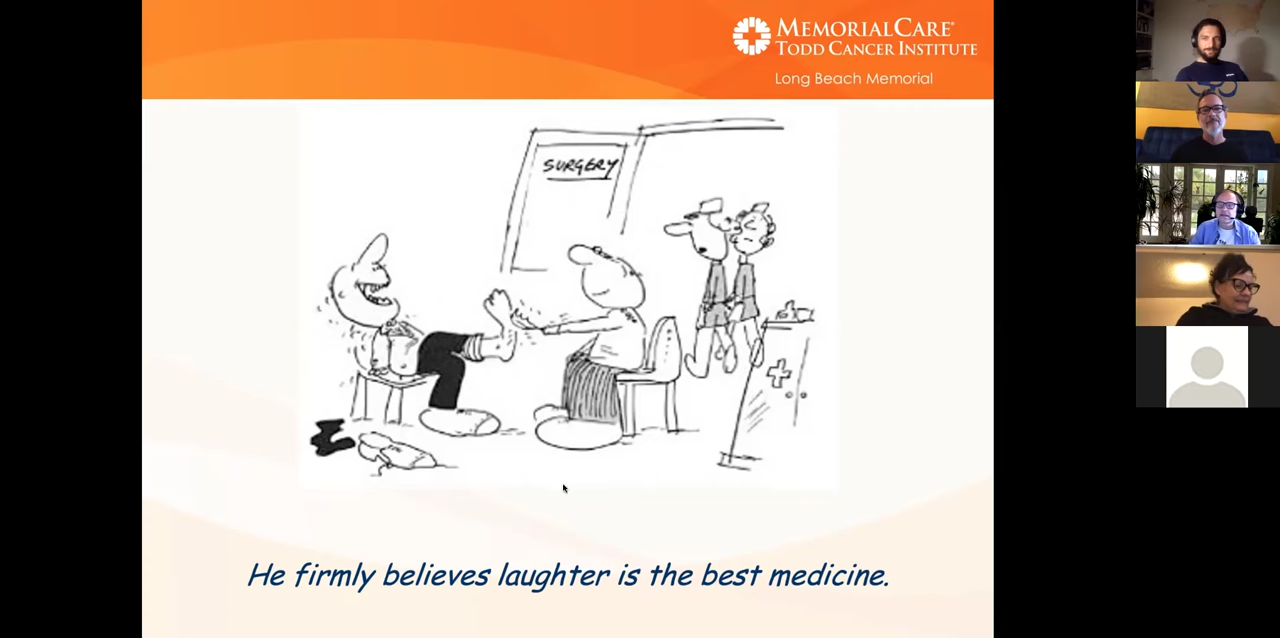 MEMORIALCARE®
TODD CANCER INSTITUTE
Long Beach Memorial
SURGERY
He firmly believes laughter is the best medicine.